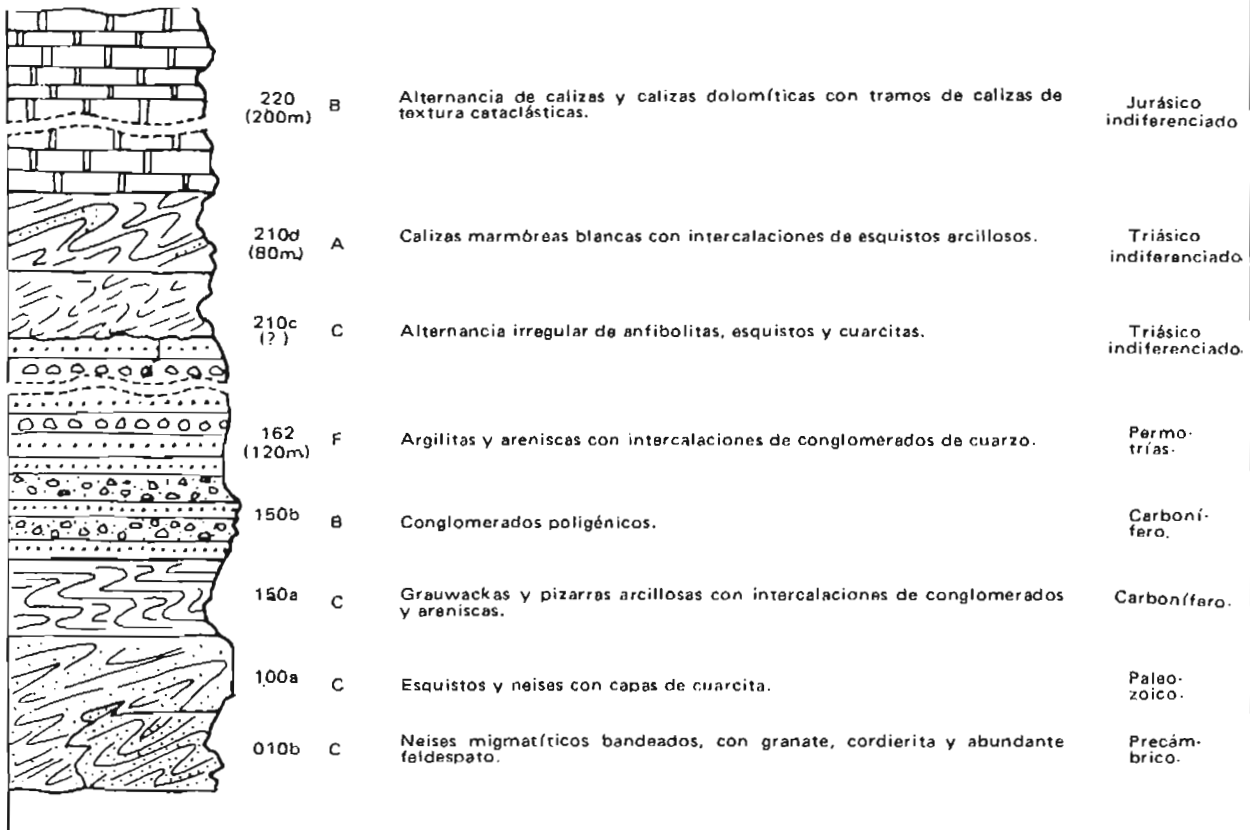 220
(200m)
B
Alternancia de calizas y calizas dolomíticas con tramos de calizas de
textura cataclásticas.
Jurásico
indiferenciado
210d
(80m)
A
Calizas marmóreas blancas con intercalaciones de esquistos arcillosos.
Triásico
indiferenciado.
210c
(?)
C
Alternancia irregular de anfibolitas, esquistos y cuarcitas.
Triásico
indiferenciado.
162
(120m)
F
Argilitas y areniscas con intercalaciones de conglomerados de cuarzo.
Permo-
trías.
150b
B
Conglomerados poligénicos.
Carboní-
fero.
150a
C
Grauwackas y pizarras arcillosas con intercalaciones de conglomerados
y areniscas.
Carbonífero.
100a
C
Esquistos y neises con capas de cuarcita.
Paleo-
zoico.
010b
C
Neises migmatíticos bandeados, con granate, cordierita y abundante
feldespato.
Precám-
brico.